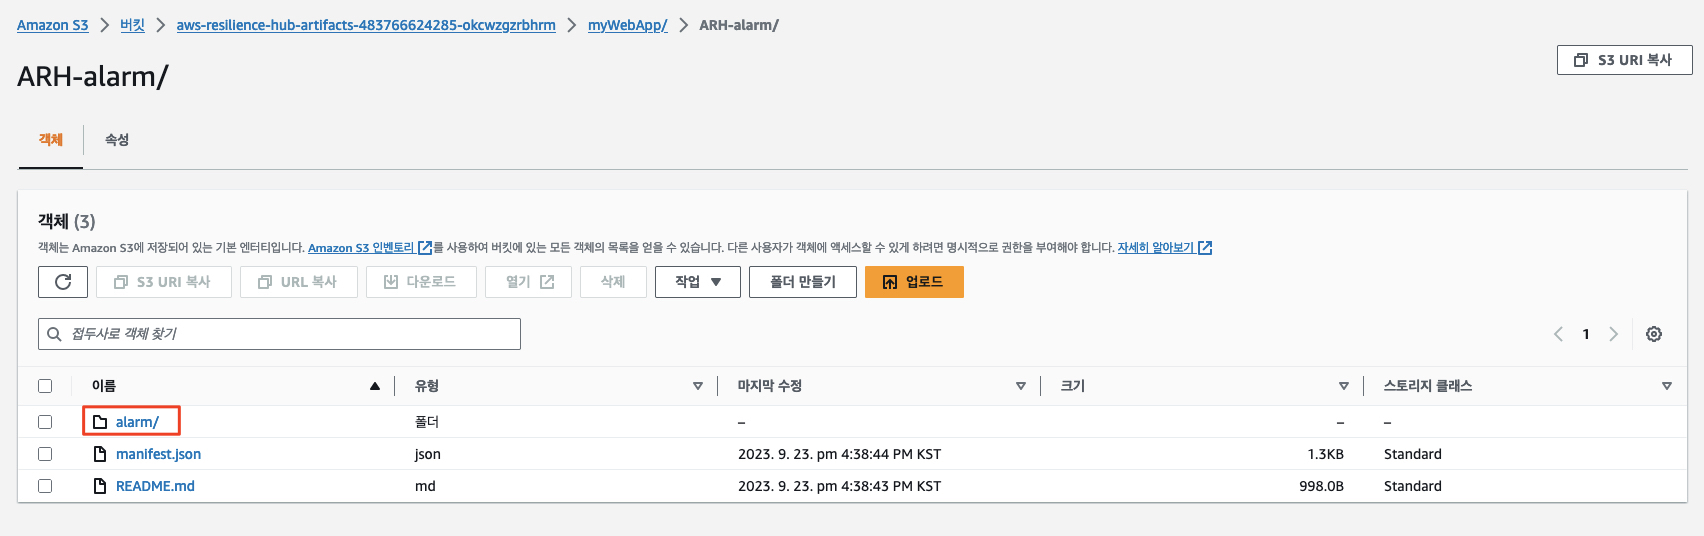 Amazon S3 > 버킷 > aws-resilience-hub-artifacts-483766624285-okcwzgzrbhrm > myWebApp/ > ARH-alarm/
ARH-alarm/
S3 URI 복사
객체 속성
객체 (3)
객체는 Amazon S3에 저장되어 있는 기본 엔터티입니다. Amazon S3 인벤토리를 사용하여 버킷에 있는 모든 객체의 목록을 얻을 수 있습니다. 다른 사용자가 객체에 액세스할 수 있게 하려면 명시적으로 권한을 부여해야 합니다. 자세히 알아보기
S3 URI 복사 URL 복사 다운로드 열기 삭제 작업 폴더 만들기 업로드
접두사로 객체 찾기 1
이름 유형 마지막 수정 크기 스토리지 클래스
alarm/ 폴더 – – –
manifest.json json 2023. 9. 23. pm 4:38:44 PM KST 1.3KB Standard
README.md md 2023. 9. 23. pm 4:38:43 PM KST 998.0B Standard